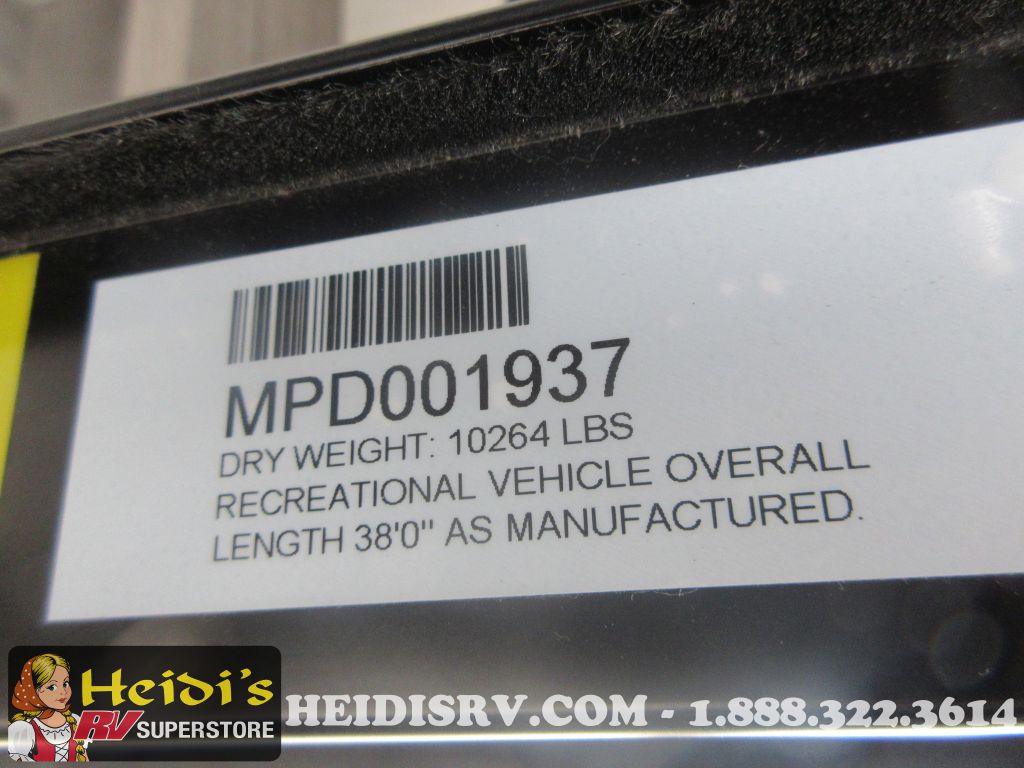 MPD001937
DRY WEIGHT: 10264 LBS
RECREATIONAL VEHICLE OVERALL
LENGTH 38'0" AS MANUFACTURED.
Heidi's
RV SUPERSTORE
HEIDISRV.COM - 1.888.322.3614